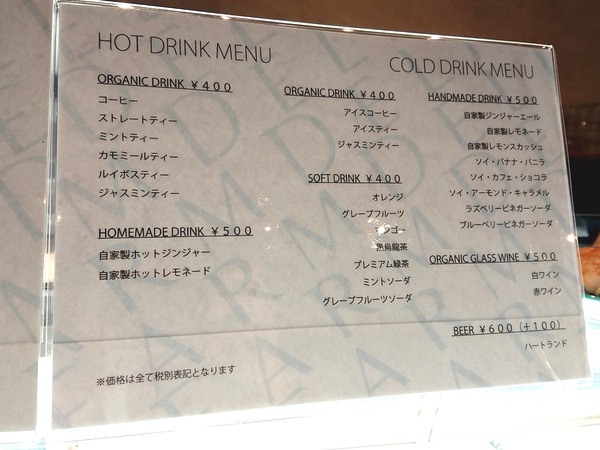 HOT DRINK MENU
ORGANIC DRINK ¥400
コーヒー
ストレートティー
ミントティー
カモミールティー
ルイボスティー
ジャスミンティー
HOMEMADE DRINK ¥500
自家製ホットジンジャー
自家製ホットレモネード
COLD DRINK MENU
ORGANIC DRINK ¥400
アイスコーヒー
アイスティー
ジャスミンティー
SOFT DRINK ¥400
オレンジ
グレープフルーツ
マンゴー
黒烏龍茶
プレミアム緑茶
ミントソーダ
グレープフルーツソーダ
HANDMADE DRINK ¥500
自家製ジンジャーエール
自家製レモネード
自家製レモンスカッシュ
ソイ・バナナ・バニラ
ソイ・カフェ・ショコラ
ソイ・アーモンド・キャラメル
ラズベリービネガーソーダ
ブルーベリービネガーソーダ
ORGANIC GLASS WINE ¥500
白ワイン
赤ワイン
BEER ¥600（+100）
ハートランド
※価格は全て税別表記となります